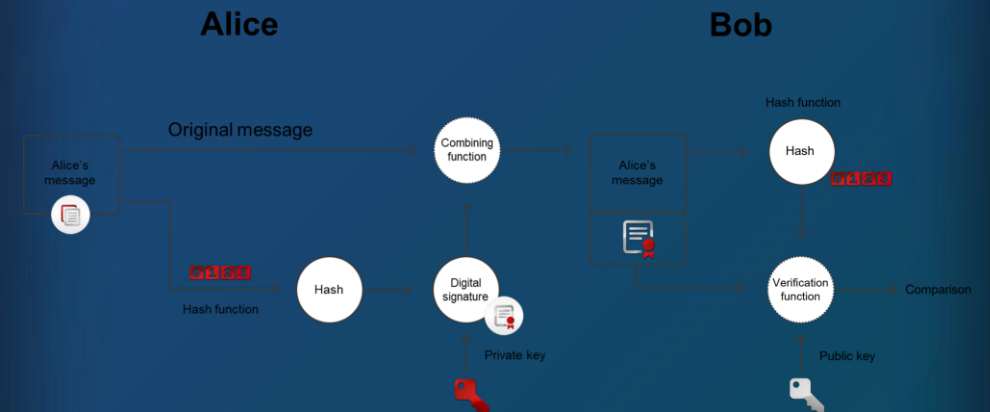 Alice
Bob
Hash function
Original message
Combining
function
Hash
Alice's
message
Alice's
message
Hash function
Hash
Digital
signature
Verification
function
Comparison
Private key
Public key